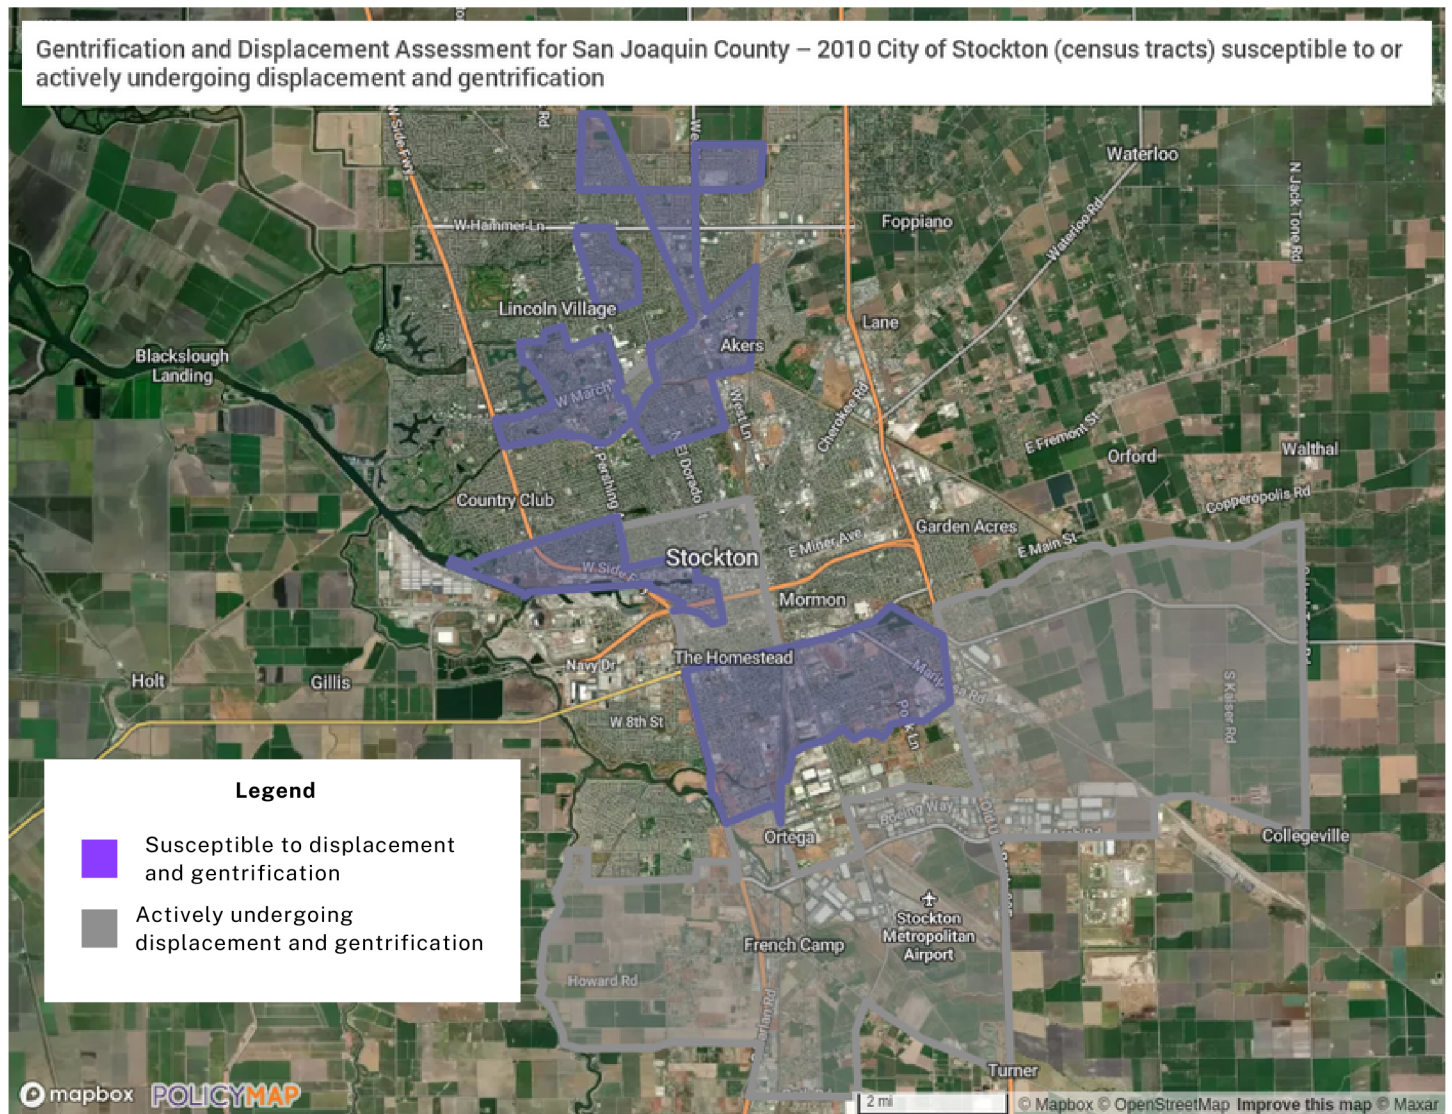 Gentrification and Displacement Assessment for San Joaquin County – 2010 City of Stockton (census tracts) susceptible to or
actively undergoing displacement and gentrification
W Side Fwy
Rd
We
Waterloo
N Jack Tone Rd
W Hammer Ln
Foppiano
Waterloo Rd
Lincoln Village
Lane
Blackslough
Landing
Akers
W March
West Ln
Cherokee Rd
E Fremont St
Orford
Walthal
N El Dorado
Pershing
Country Club
Copperopolis Rd
Garden Acres
E Miner Ave
E Main St
Stockton
W Side F
Mormon
The Homestead
Navy Dr
Holt
Gillis
W 8th St
S Kaiser Rd
Legend
Susceptible to displacement
and gentrification
Actively undergoing
displacement and gentrification
Boeing Way
Ortega
Collegeville
Stockton
Metropolitan
Airport
French Camp
Howard Rd
Turner
mapbox
POLICYMAP
2 mi
© Mapbox © OpenStreetMap Improve this map © Maxar